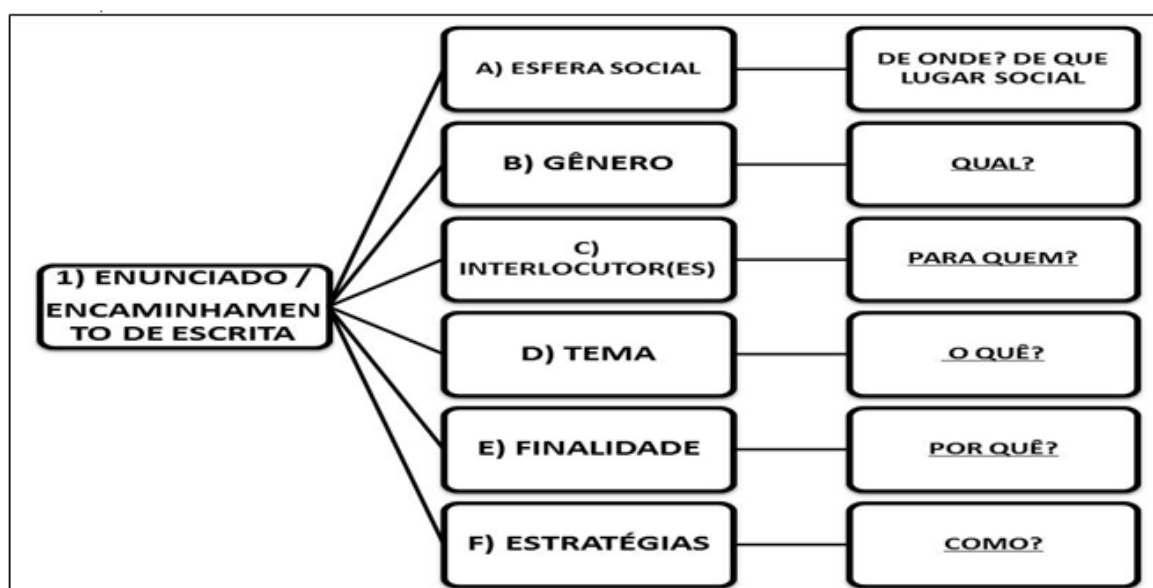 1) ENUNCIADO /
ENCAMINHAMEN
TO DE ESCRITA
A) ESFERA SOCIAL
DE ONDE? DE QUE
LUGAR SOCIAL
B) GÊNERO
QUAL?
C)
INTERLOCUTOR(ES)
PARA QUEM?
D) TEMA
O QUÊ?
E) FINALIDADE
POR QUÊ?
F) ESTRATÉGIAS
COMO?